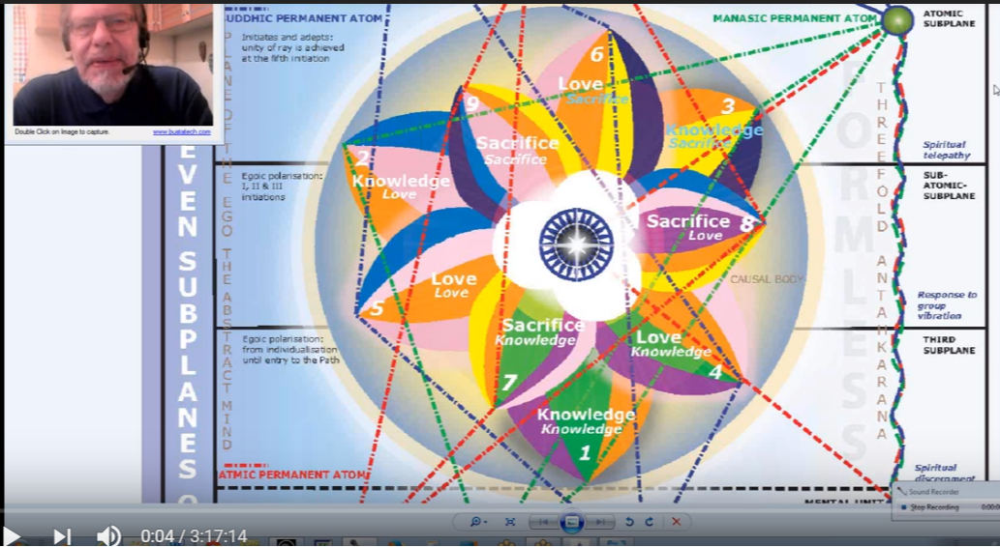 Double Click on Image to capture.
www.bustatech.com
UDDHIC PERMANENT ATOM
MANASIC PERMANENT ATOM
ATOMIC
SUBPLANE
Initiates and adepts:
unity of ray is achieved
at the fifth initiation
6
Love
Sacrifice
9
3
Knowledge
Sacrifice
Sacrifice
Sacrifice
Spiritual
telepathy
2
Knowledge
Love
Egoic polarisation:
I, II & III
initiations
SUB-
ATOMIC-
SUBPLANE
Sacrifice 8
Love
Love
Love
5
CAUSAL BODY
Response to
group
vibration
Sacrifice
Knowledge
7
Love
Knowledge
4
Egoic polarisation:
from individualisation
until entry to the Path
THIRD
SUBPLANE
Knowledge
Knowledge
1
EVEN SUBPLANES O
PLANE OF THE EGO THE ABSTRACT MIND
FORMLESS
THREEFOLD ANTAHKARANA
ATMIC PERMANENT ATOM
Spiritual
discernment
MENTAL UNIT
Sound Recorder
Stop Recording
0:04 / 3:17:14